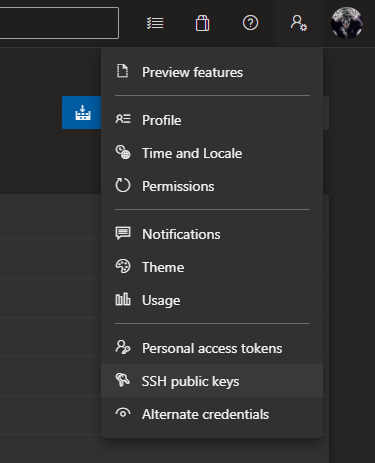 Preview features
Profile
Time and Locale
Permissions
Notifications
Theme
Usage
Personal access tokens
SSH public keys
Alternate credentials